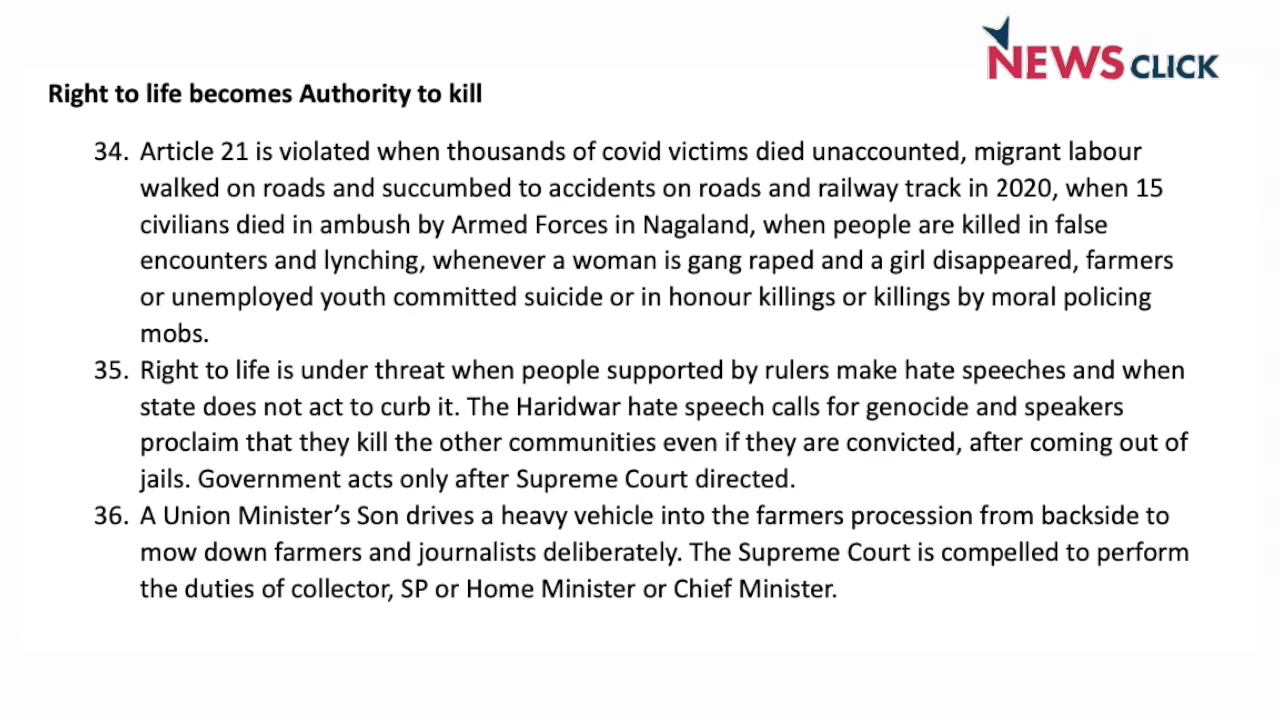 NEWSCLICK
Right to life becomes Authority to kill
34. Article 21 is violated when thousands of covid victims died unaccounted, migrant labour
walked on roads and succumbed to accidents on roads and railway track in 2020, when 15
civilians died in ambush by Armed Forces in Nagaland, when people are killed in false
encounters and lynching, whenever a woman is gang raped and a girl disappeared, farmers
or unemployed youth committed suicide or in honour killings or killings by moral policing
mobs.
35. Right to life is under threat when people supported by rulers make hate speeches and when
state does not act to curb it. The Haridwar hate speech calls for genocide and speakers
proclaim that they kill the other communities even if they are convicted, after coming out of
jails. Government acts only after Supreme Court directed.
36. A Union Minister’s Son drives a heavy vehicle into the farmers procession from backside to
mow down farmers and journalists deliberately. The Supreme Court is compelled to perform
the duties of collector, SP or Home Minister or Chief Minister.